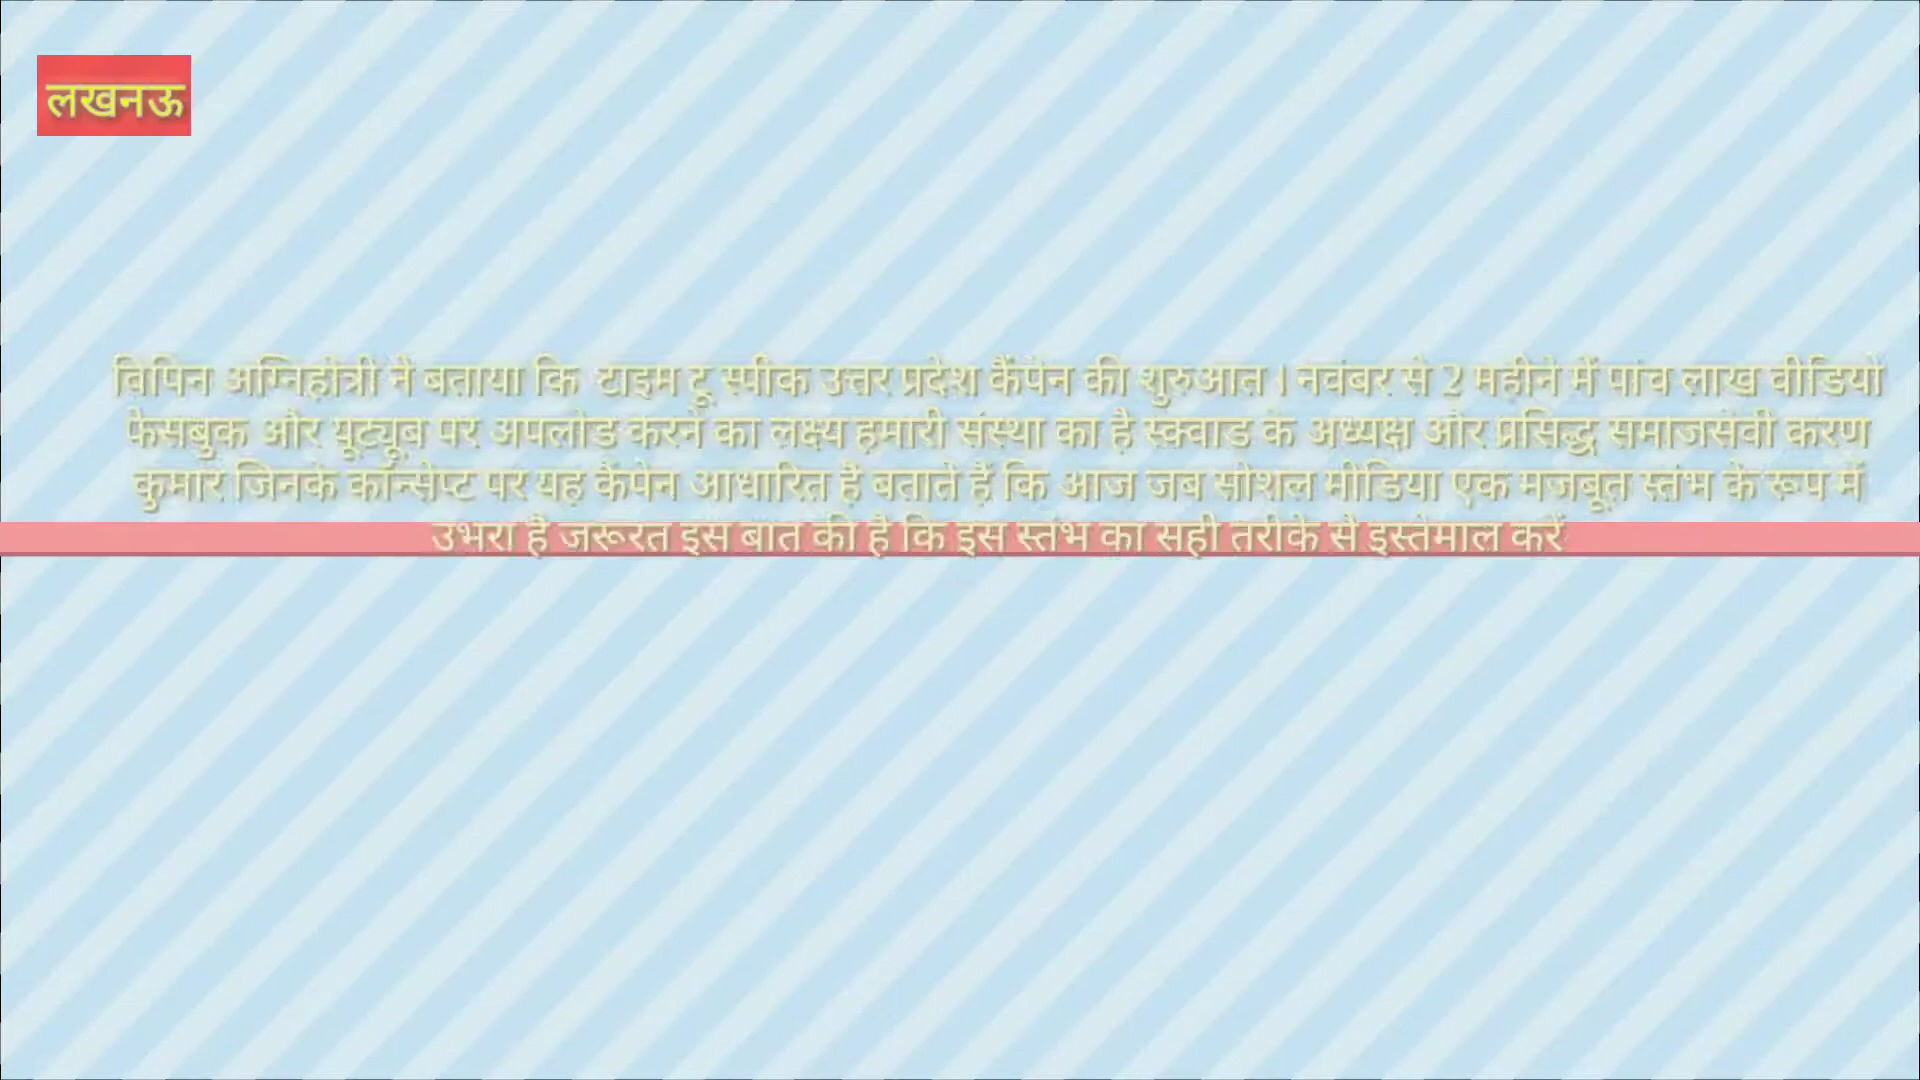 लखनऊ
विपिन अग्निहोत्री ने बताया कि टाइम टू स्पीक उत्तर प्रदेश कैंपेन की शुरुआत । नवंबर से 2 महीने में पांच लाख वीडियो
फेसबुक और यूट्यूब पर अपलोड करने का लक्ष्य हमारी संस्था का है स्क्वाड के अध्यक्ष और प्रसिद्ध समाजसेवी करण
कुमार जिनके कॉन्सेप्ट पर यह कैंपेन आधारित है बताते हैं कि आज जब सोशल मीडिया एक मजबूत स्तंभ के रूप में
उभरा है जरूरत इस बात की है कि इस स्तंभ का सही तरीके से इस्तेमाल करें